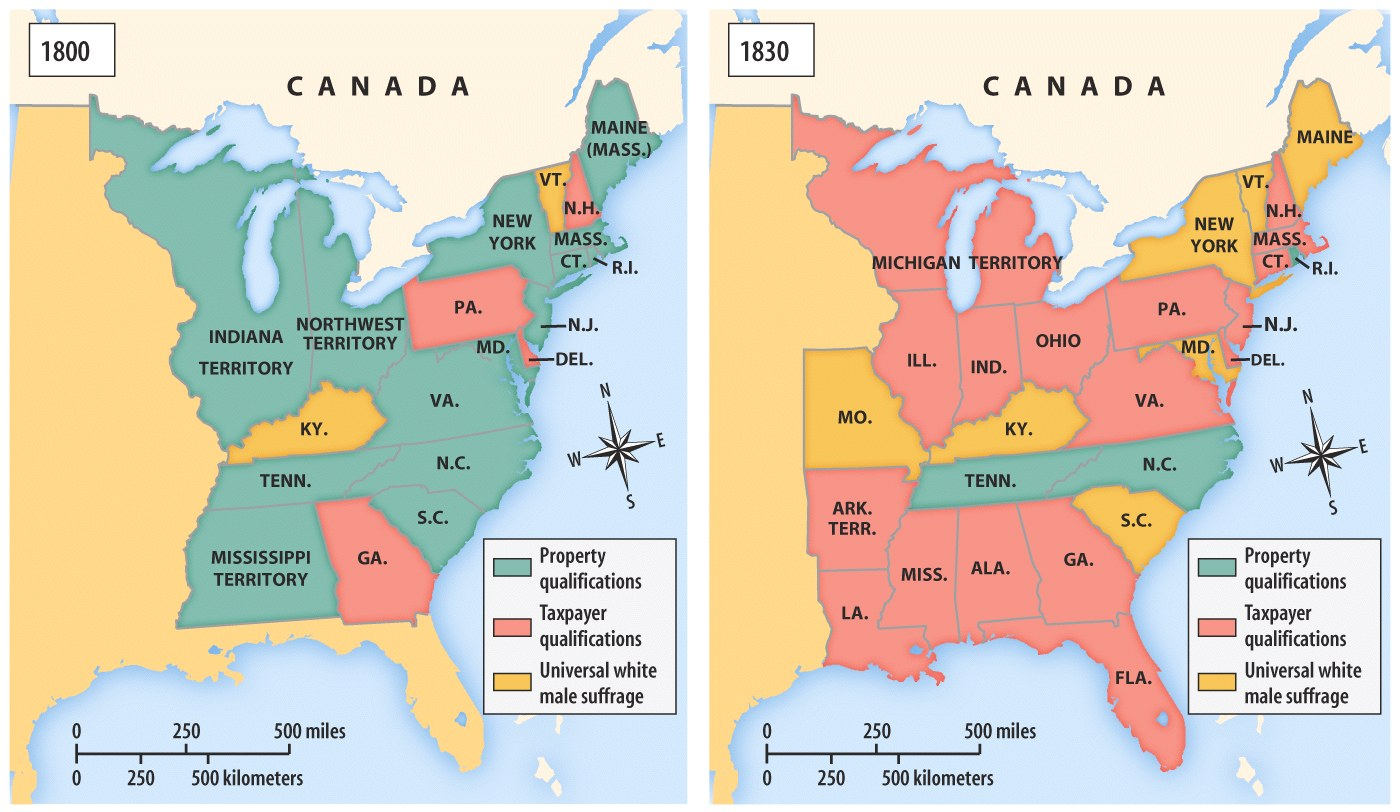 1800
CANADA
MAINE
(MASS.)
VT.
N.H.
NEW
YORK
MASS.
CT.
R.I.
PA.
N.J.
NORTHWEST
TERRITORY
INDIANA
TERRITORY
MD.
DEL.
VA.
KY.
N.C.
TENN.
S.C.
MISSISSIPPI
TERRITORY
GA.
N
E
W
S
Property
qualifications
Taxpayer
qualifications
Universal white
male suffrage
0 250 500 miles
0 250 500 kilometers
1830
CANADA
MAINE
VT.
N.H.
NEW
YORK
MASS.
CT.
R.I.
MICHIGAN TERRITORY
PA.
N.J.
OHIO
MD.
DEL.
ILL.
IND.
VA.
MO.
KY.
N.C.
TENN.
ARK.
TERR.
S.C.
MISS.
ALA.
GA.
LA.
FLA.
N
E
W
S
Property
qualifications
Taxpayer
qualifications
Universal white
male suffrage
0 250 500 miles
0 250 500 kilometers